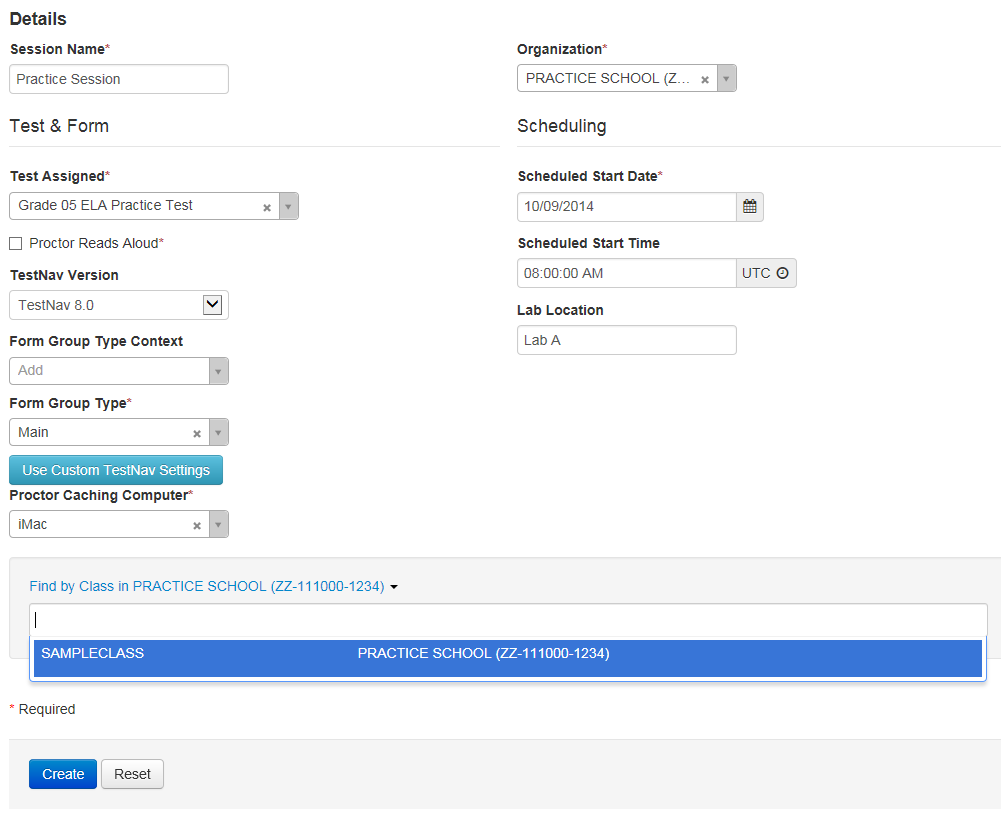 Details
Session Name*
Practice Session
Organization*
PRACTICE SCHOOL (Z...
Test & Form
Test Assigned*
Grade 05 ELA Practice Test
Proctor Reads Aloud*
TestNav Version
TestNav 8.0
Form Group Type Context
Add
Form Group Type*
Main
Use Custom TestNav Settings
Proctor Caching Computer*
iMac
Scheduling
Scheduled Start Date*
10/09/2014
Scheduled Start Time
08:00:00 AM UTC
Lab Location
Lab A
Find by Class in PRACTICE SCHOOL (ZZ-111000-1234)
SAMPLECLASS PRACTICE SCHOOL (ZZ-111000-1234)
* Required
Create Reset